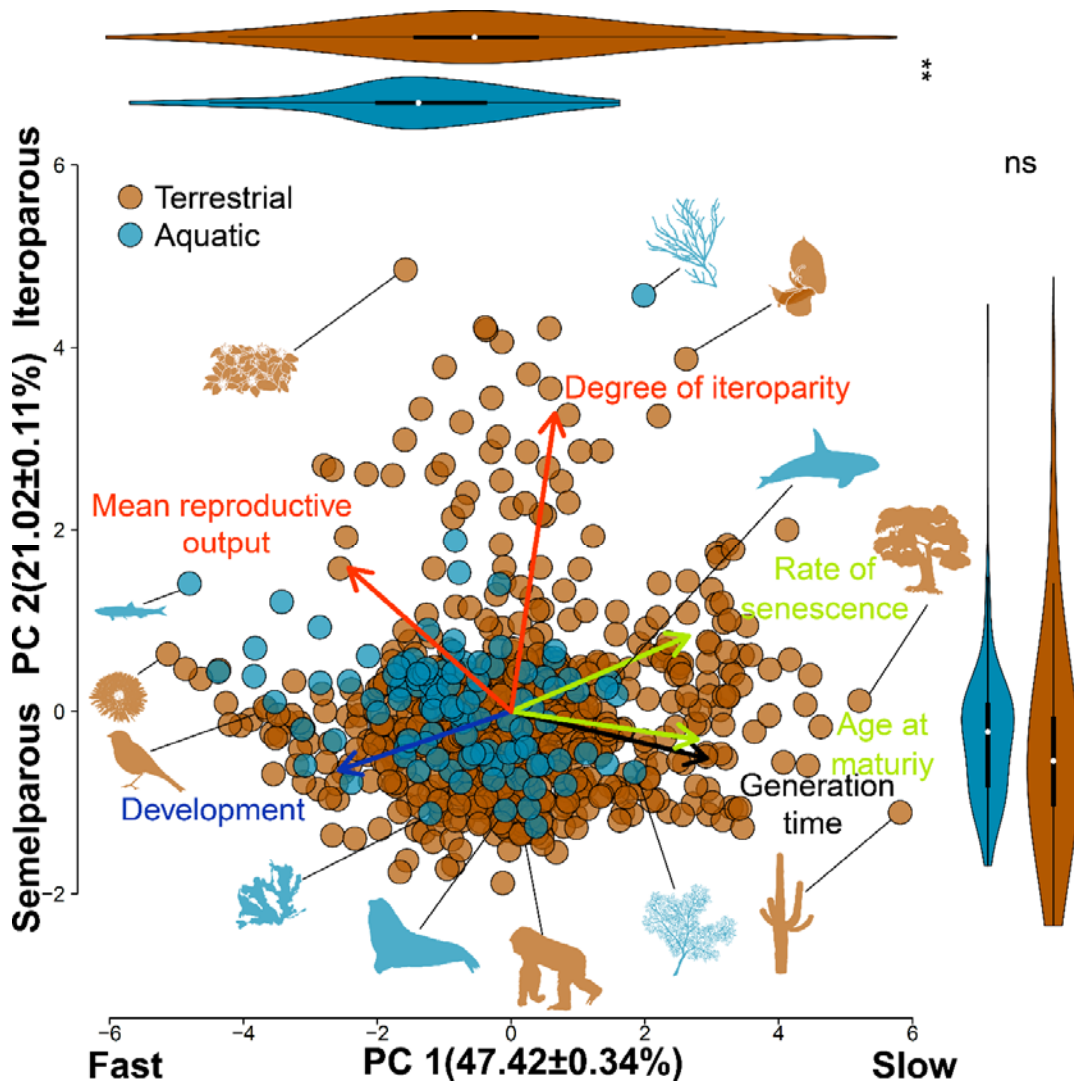 **
ns
Terrestrial
Aquatic
Semelparous PC 2(21.02±0.11%) Iteroparous
6
4
2
0
−2
Degree of iteroparity
Mean reproductive
output
Rate of
senescence
Age at
maturiy
Generation
time
Development
−6
−4
−2
0
2
4
6
Fast
PC 1(47.42±0.34%)
Slow